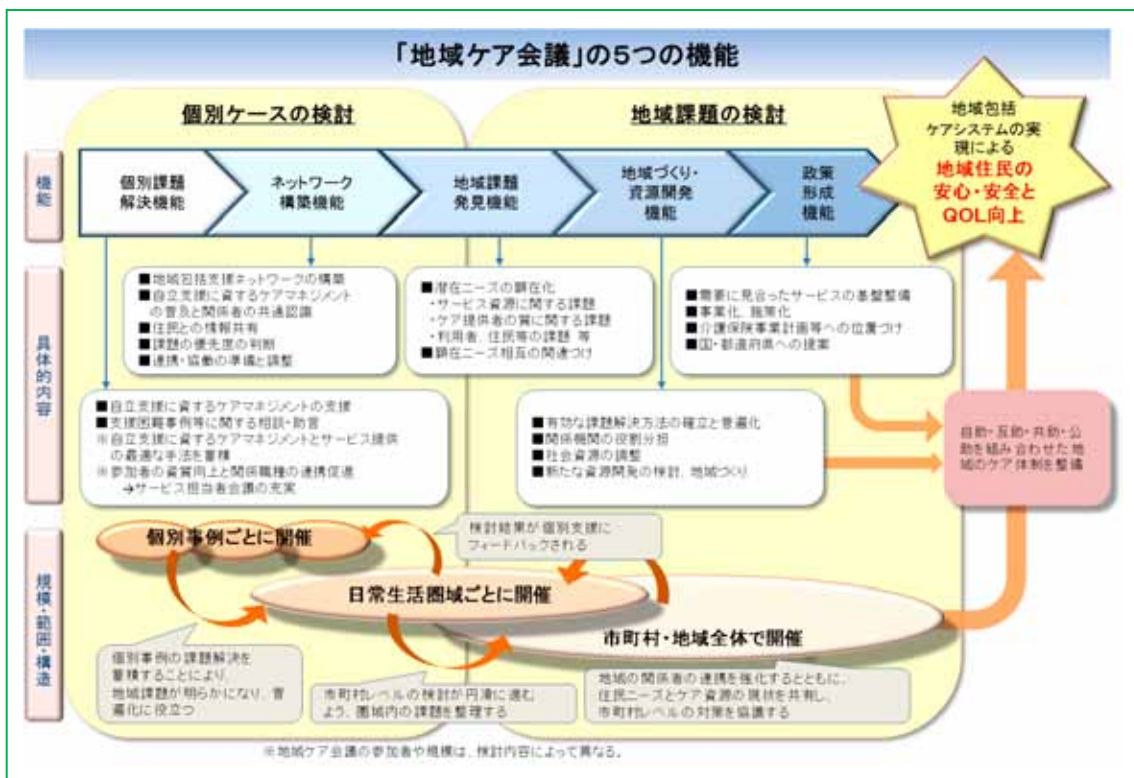 「地域ケア会議」の5つの機能
個別ケースの検討
地域課題の検討
機能
個別課題
解決機能
ネットワーク
構築機能
地域課題
発見機能
地域づくり・
資源開発
機能
政策
形成
機能
地域包括
ケアシステムの実
現による
地域住民の
安心・安全と
QOL向上
具体的内容
■地域包括支援ネットワークの構築
■自立支援に資するケアマネジメント
の普及と関係者の共通認識
■住民との情報共有
■課題の優先度の判断
■連携・協働の準備と調整
■潜在ニーズの顕在化
・サービス資源に関する課題
・ケア提供者の質に関する課題
・利用者、住民等の課題 等
■顕在ニーズ相互の関連づけ
■需要に見合ったサービスの基盤整備
■事業化、施策化
■介護保険事業計画等への位置づけ
■国・都道府県への提案
■自立支援に資するケアマネジメントの支援
■支援困難事例等に関する相談・助言
※自立支援に資するケアマネジメントとサービス提供
の最適な手法を蓄積
※参加者の資質向上と関係職種の連携促進
→サービス担当者会議の充実
■有効な課題解決方法の確立と普遍化
■関係機関の役割分担
■社会資源の調整
■新たな資源開発の検討、地域づくり
自助・互助・共助・公
助を組み合わせた地
域のケア体制を整備
規模・範囲・構造
個別事例ごとに開催
検討結果が個別支援に
フィードバックされる
日常生活圏域ごとに開催
市町村・地域全体で開催
個別事例の課題解決を
蓄積することにより、
地域課題が明らかになり、普
遍化に役立つ
市町村レベルの検討が円滑に進む
よう、圏域内の課題を整理する
地域の関係者の連携を強化するとともに、
住民ニーズとケア資源の現状を共有し、
市町村レベルの対策を協議する
※地域ケア会議の参加者や規模は、検討内容によって異なる。